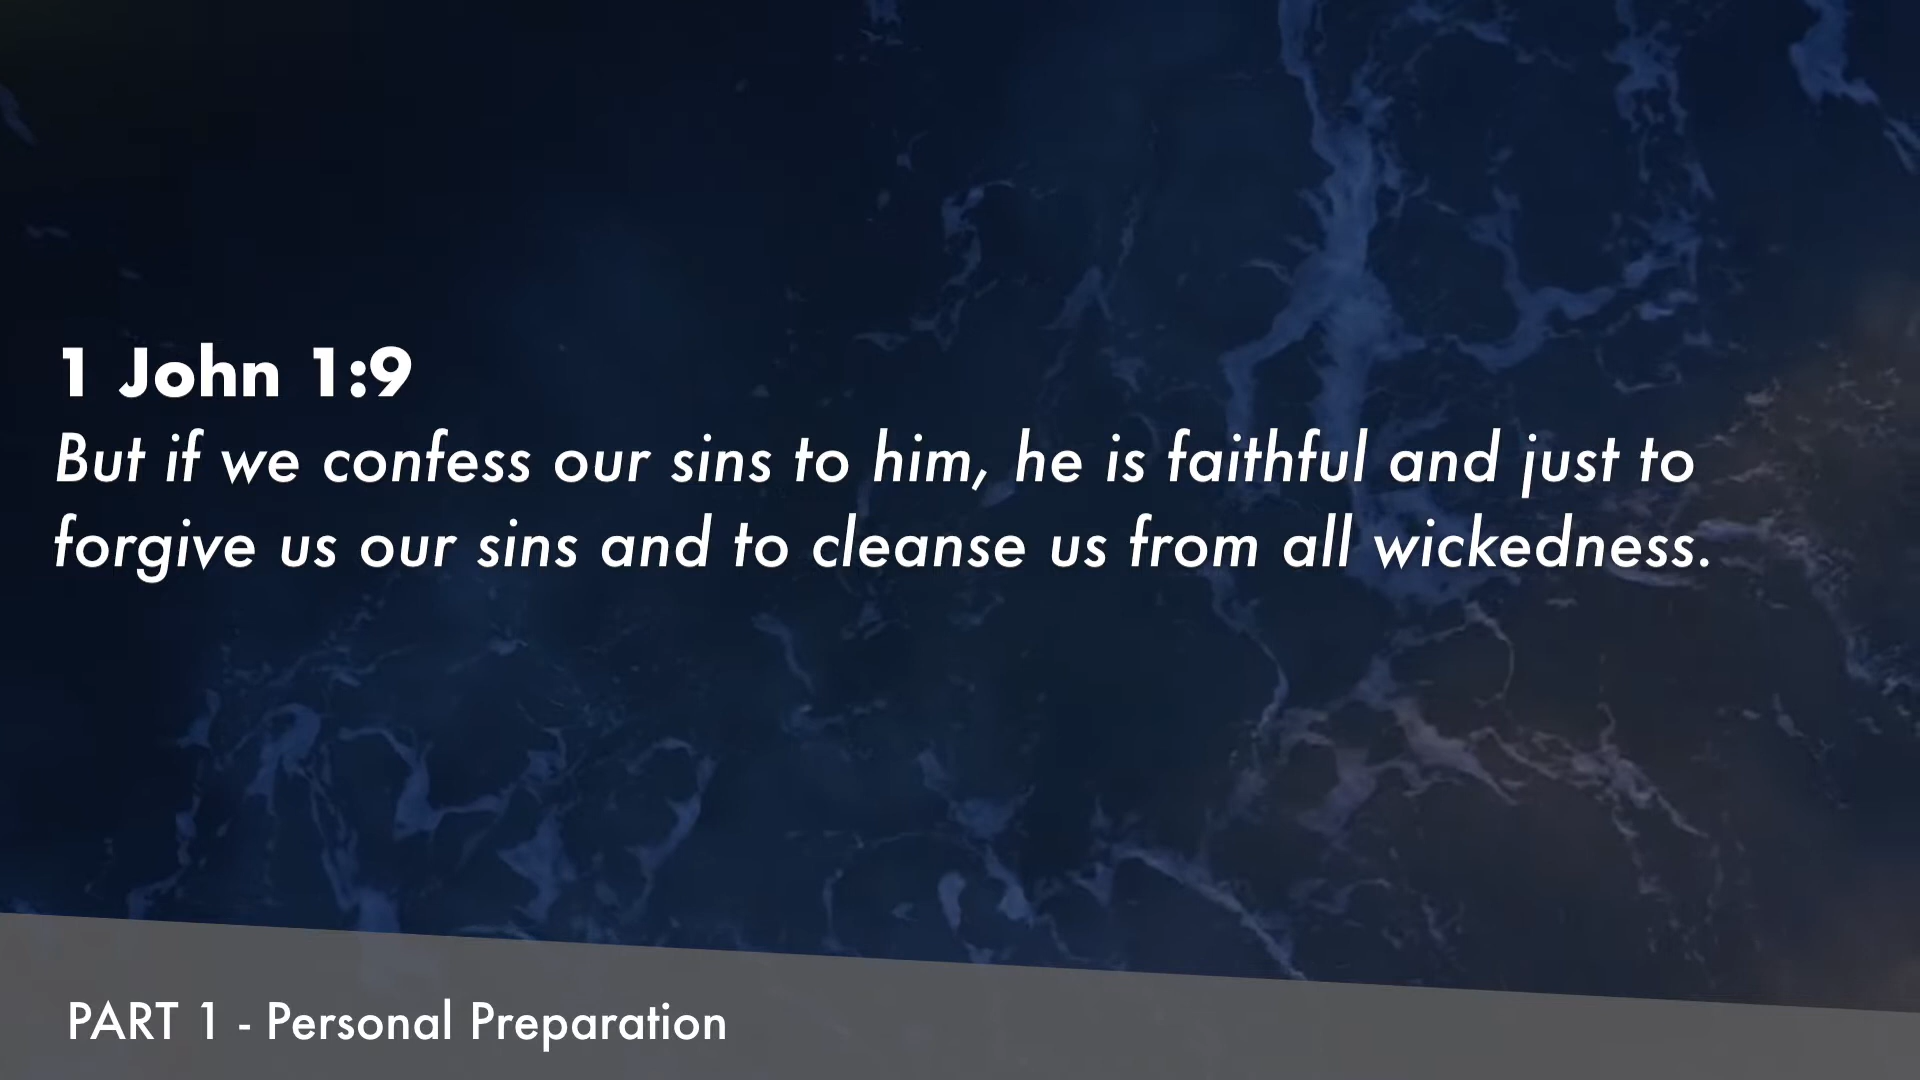 1 John 1:9
But if we confess our sins to him, he is faithful and just to
forgive us our sins and to cleanse us from all wickedness.
PART 1 - Personal Preparation